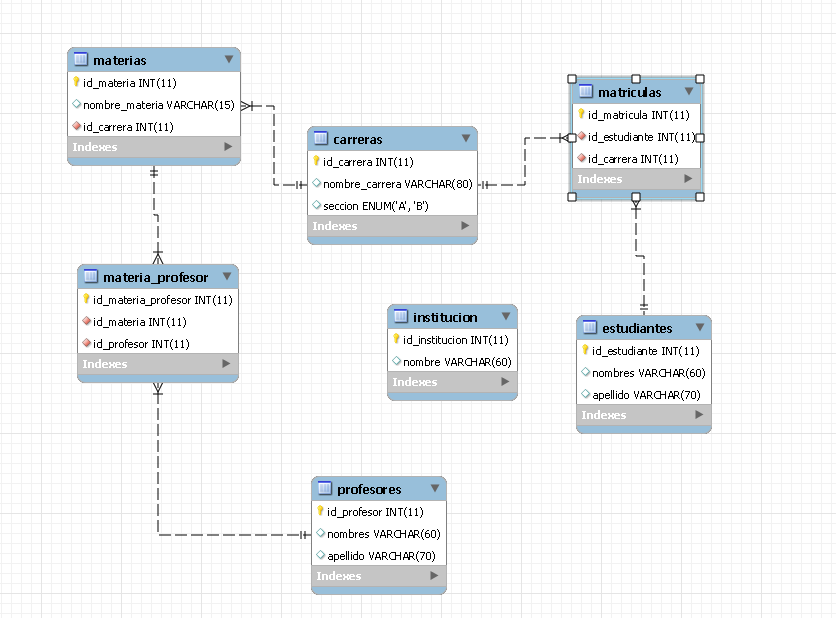 materias
id_materia INT(11)
nombre_materia VARCHAR(15)
id_carrera INT(11)
Indexes
carreras
id_carrera INT(11)
nombre_carrera VARCHAR(80)
seccion ENUM('A', 'B')
Indexes
matriculas
id_matricula INT(11)
id_estudiante INT(11)
id_carrera INT(11)
Indexes
materia_profesor
id_materia_profesor INT(11)
id_materia INT(11)
id_profesor INT(11)
Indexes
institucion
id_institucion INT(11)
nombre VARCHAR(60)
Indexes
estudiantes
id_estudiante INT(11)
nombres VARCHAR(60)
apellido VARCHAR(70)
Indexes
profesores
id_profesor INT(11)
nombres VARCHAR(60)
apellido VARCHAR(70)
Indexes